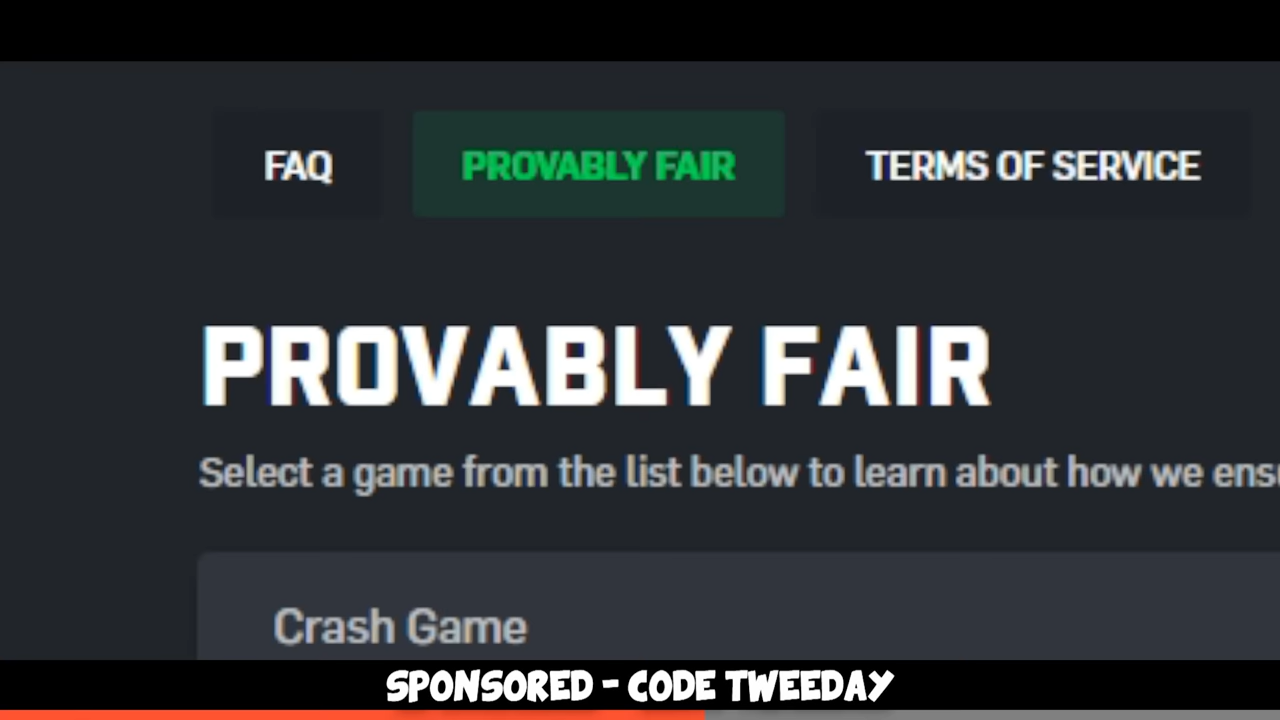 FAQ PROVABLY FAIR TERMS OF SERVICE
PROVABLY FAIR
Select a game from the list below to learn about how we
Crash Game
SPONSORED - CODE TWEEDAY